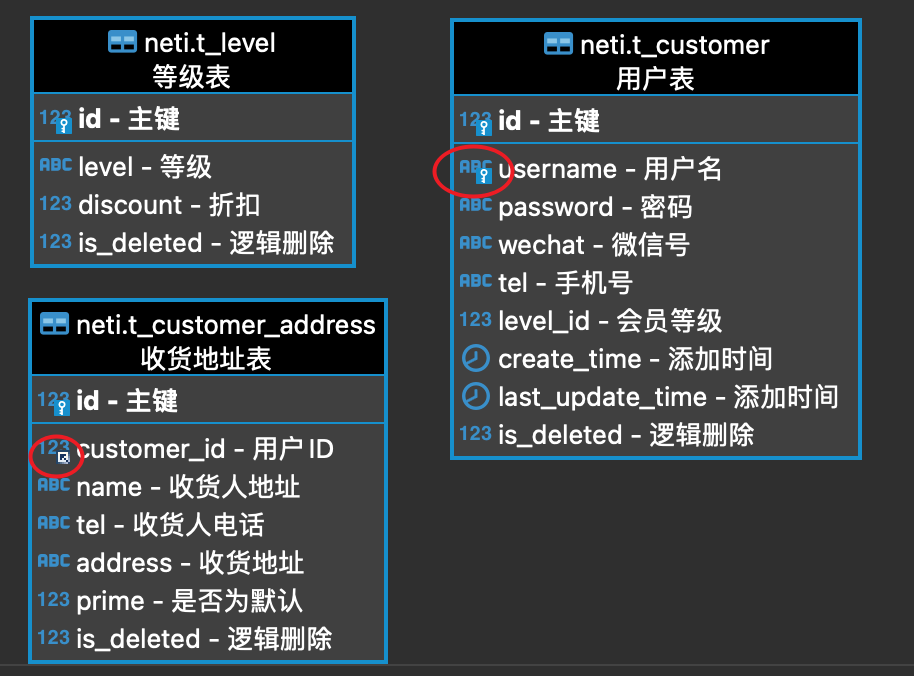 neti.t_level
等级表
123 id - 主键
ABC level - 等级
123 discount - 折扣
123 is_deleted - 逻辑删除
neti.t_customer
用户表
123 id - 主键
ABC username - 用户名
ABC password - 密码
ABC wechat - 微信号
ABC tel - 手机号
123 level_id - 会员等级
create_time - 添加时间
last_update_time - 添加时间
123 is_deleted - 逻辑删除
neti.t_customer_address
收货地址表
123 id - 主键
123 customer_id - 用户ID
ABC name - 收货人地址
ABC tel - 收货人电话
ABC address - 收货地址
123 prime - 是否为默认
123 is_deleted - 逻辑删除